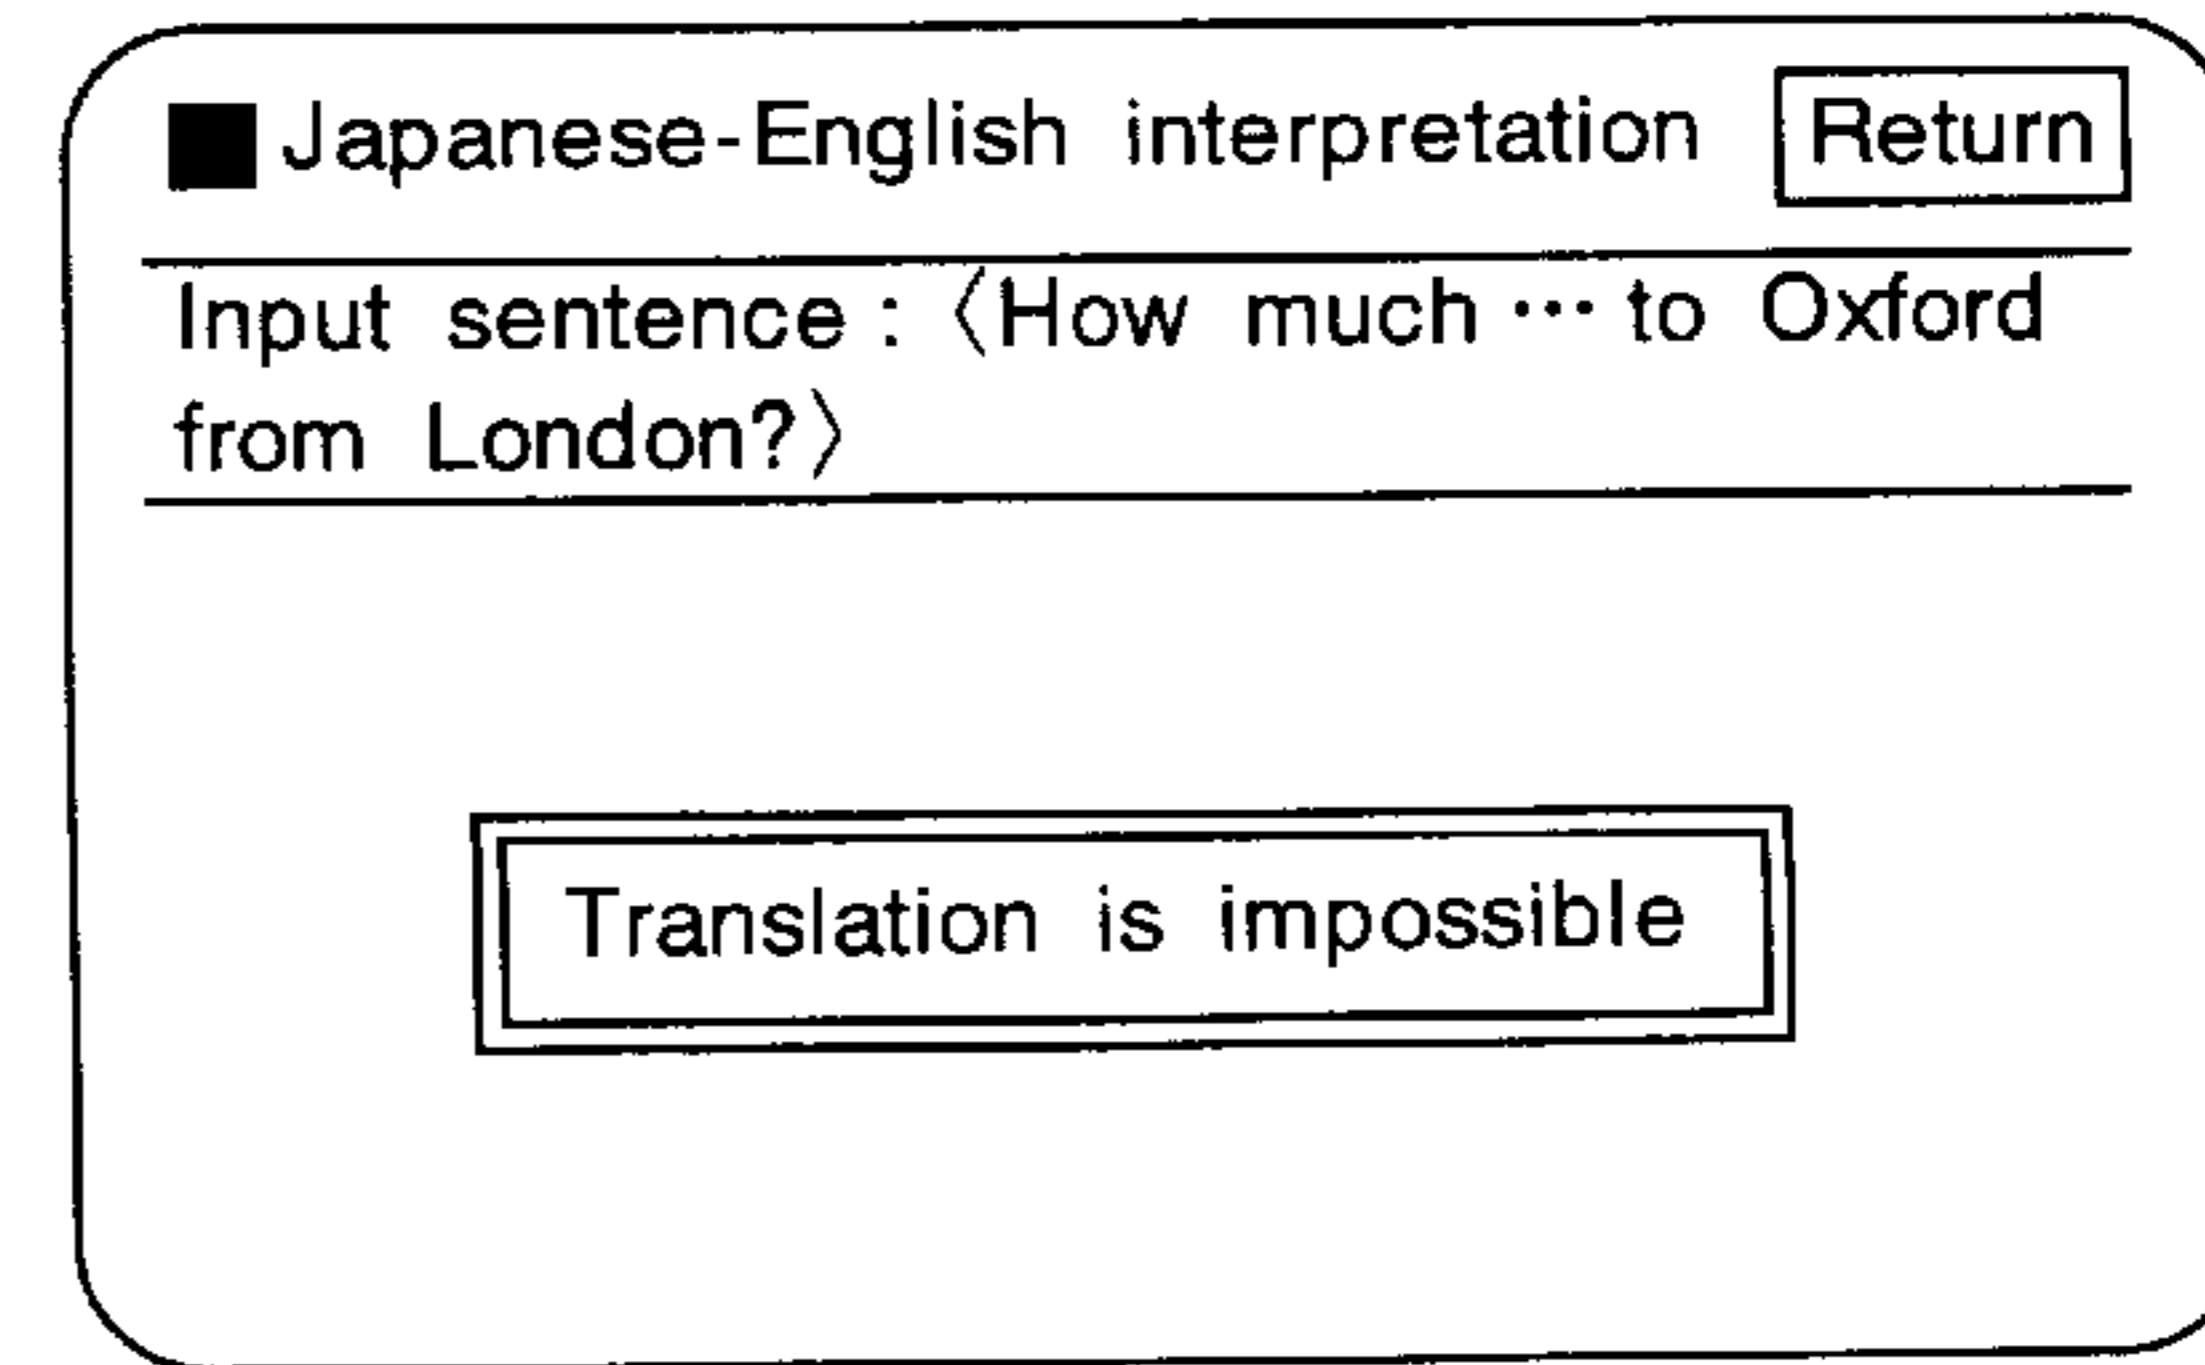 ■Japanese-English interpretation Return
Input sentence : 〈How much ··· to Oxford
from London?〉
Translation is impossible